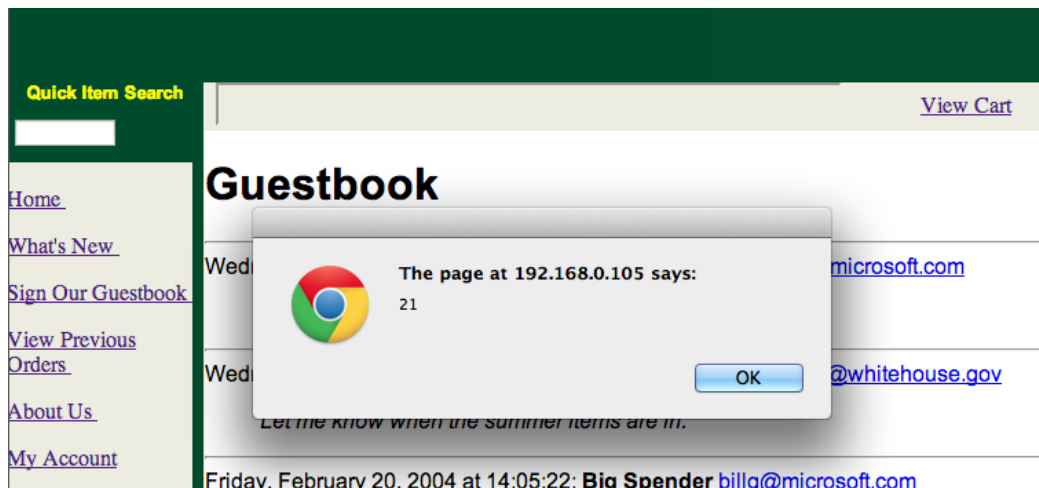 Quick Item Search
View Cart
Home
What's New
Sign Our Guestbook
View Previous
Orders
About Us
My Account
Guestbook
The page at 192.168.0.105 says:
21
OK
Wed
microsoft.com
Wed
@whitehouse.gov
Let me know when the summer items are in.
Friday, February 20, 2004 at 14:05:22: Big Spender billg@microsoft.com